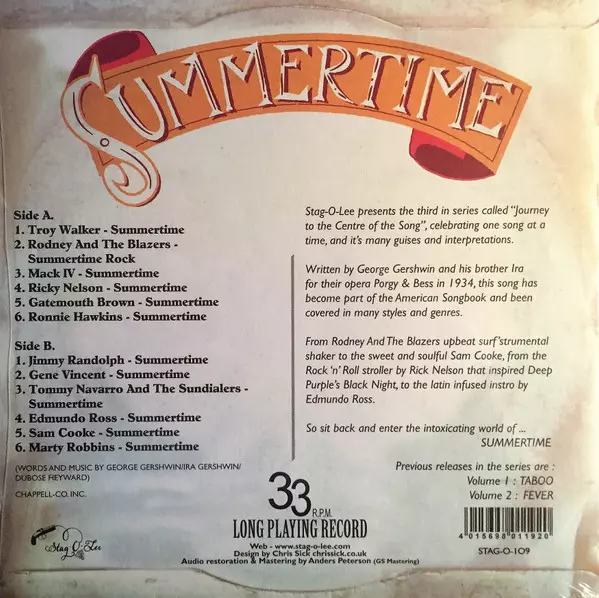 SUMMERTIME
Side A.
1. Troy Walker - Summertime
2. Rodney And The Blazers -
Summertime Rock
3. Mack IV - Summertime
4. Ricky Nelson - Summertime
5. Gatemouth Brown - Summertime
6. Ronnie Hawkins - Summertime
Side B.
1. Jimmy Randolph - Summertime
2. Gene Vincent - Summertime
3. Tommy Navarro And The Sundialers -
Summertime
4. Edmundo Ross - Summertime
5. Sam Cooke - Summertime
6. Marty Robbins - Summertime
(WORDS AND MUSIC BY GEORGE GERSHWIN/IRA GERSHWIN/
DUBOSE HEYWARD)
CHAPPELL-CO. INC.
Stag-O-Lee presents the third in series called "Journey
to the Centre of the Song", celebrating one song at a
time, and it's many guises and interpretations.
Written by George Gershwin and his brother Ira
for their opera Porgy & Bess in 1934, this song has
become part of the American Songbook and been
covered in many styles and genres.
From Rodney And The Blazers upbeat surf'strumental
shaker to the sweet and soulful Sam Cooke, from the
Rock 'n' Roll stroller by Rick Nelson that inspired Deep
Purple's Black Night, to the latin infused instro by
Edmundo Ross.
So sit back and enter the intoxicating world of ...
SUMMERTIME
Previous releases in the series are :
Volume 1 : TABOO
Volume 2 : FEVER
33
R.P.M.
LONG PLAYING RECORD
Web - www.stag-o-lee.com
Design by Chris Sick chrissick.co.uk
Audio restoration & Mastering by Anders Peterson (GS Mastering)
Stag-O-Lee
4 015698 011920
STAG-O-109